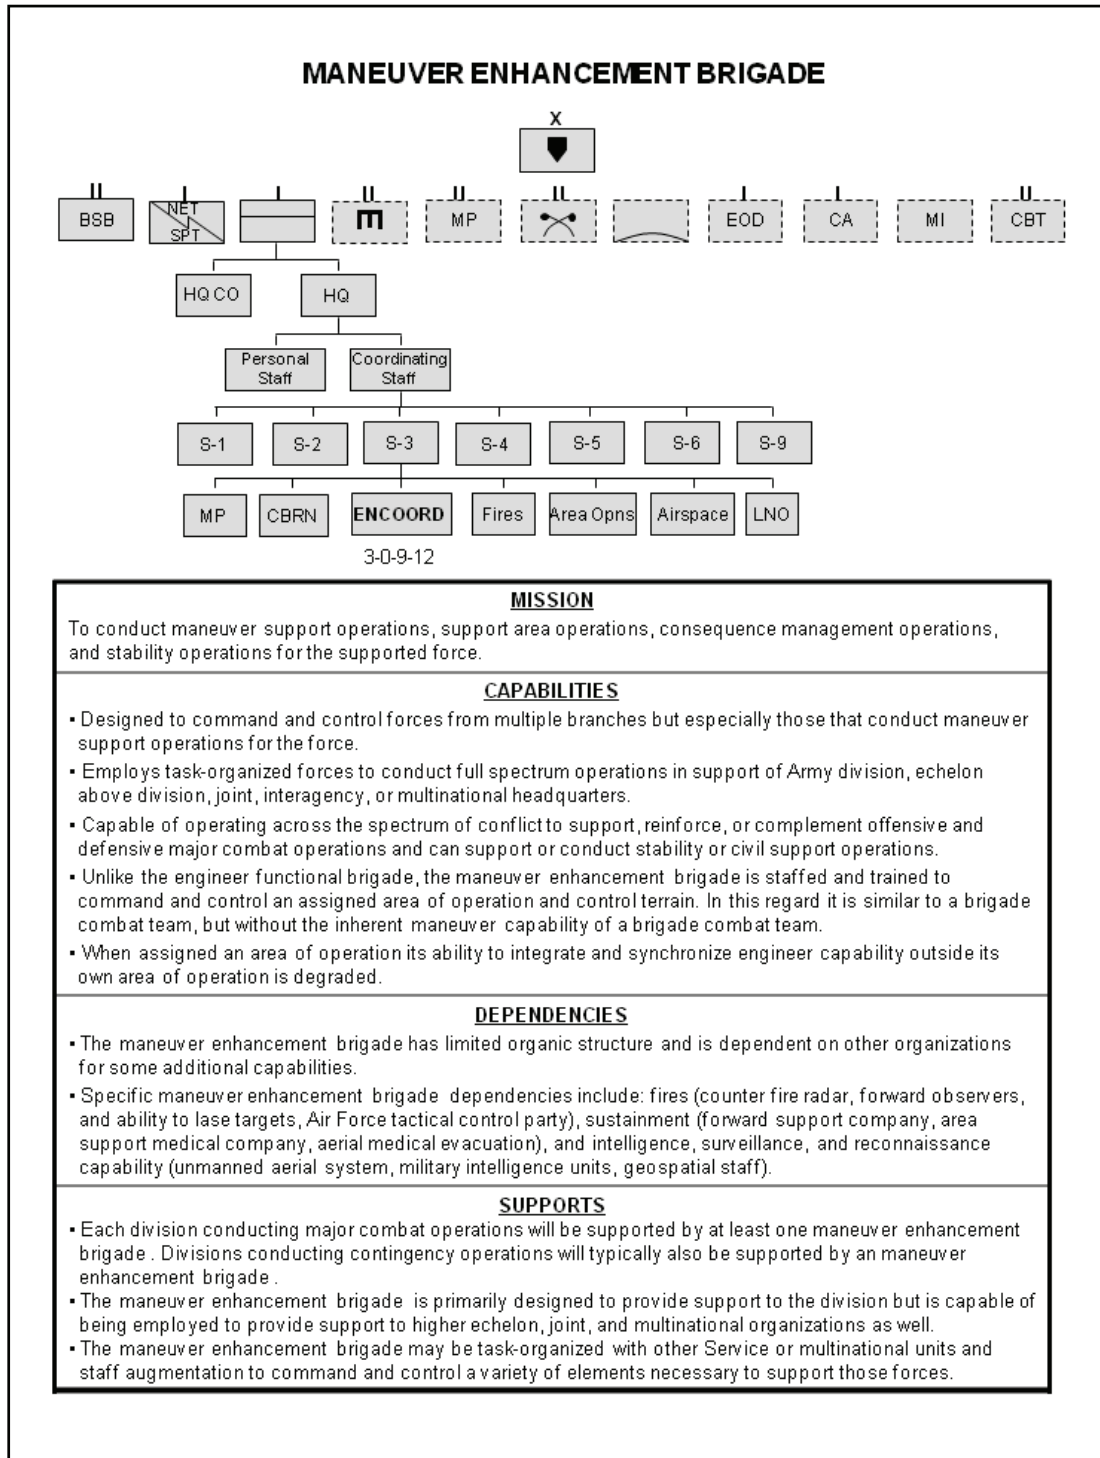 MANEUVER ENHANCEMENT BRIGADE
X
II I I II II II I I II
BSB NET SPT MP EOD CA MI CBT
HQ CO HQ
Personal Staff Coordinating Staff
S-1 S-2 S-3 S-4 S-5 S-6 S-9
MP CBRN ENCOORD Fires Area Opns Airspace LNO
3-0-9-12
MISSION
To conduct maneuver support operations, support area operations, consequence management operations,
and stability operations for the supported force.
CAPABILITIES
▪ Designed to command and control forces from multiple branches but especially those that conduct maneuver
support operations for the force.
▪ Employs task-organized forces to conduct full spectrum operations in support of Army division, echelon
above division, joint, interagency, or multinational headquarters.
▪ Capable of operating across the spectrum of conflict to support, reinforce, or complement offensive and
defensive major combat operations and can support or conduct stability or civil support operations.
▪ Unlike the engineer functional brigade, the maneuver enhancement brigade is staffed and trained to
command and control an assigned area of operation and control terrain. In this regard it is similar to a brigade
combat team, but without the inherent maneuver capability of a brigade combat team.
▪ When assigned an area of operation its ability to integrate and synchronize engineer capability outside its
own area of operation is degraded.
DEPENDENCIES
▪ The maneuver enhancement brigade has limited organic structure and is dependent on other organizations
for some additional capabilities.
▪ Specific maneuver enhancement brigade dependencies include: fires (counter fire radar, forward observers,
and ability to lase targets, Air Force tactical control party), sustainment (forward support company, area
support medical company, aerial medical evacuation), and intelligence, surveillance, and reconnaissance
capability (unmanned aerial system, military intelligence units, geospatial staff).
SUPPORTS
▪ Each division conducting major combat operations will be supported by at least one maneuver enhancement
brigade . Divisions conducting contingency operations will typically also be supported by an maneuver
enhancement brigade .
▪ The maneuver enhancement brigade is primarily designed to provide support to the division but is capable of
being employed to provide support to higher echelon, joint, and multinational organizations as well.
▪ The maneuver enhancement brigade may be task-organized with other Service or multinational units and
staff augmentation to command and control a variety of elements necessary to support those forces.